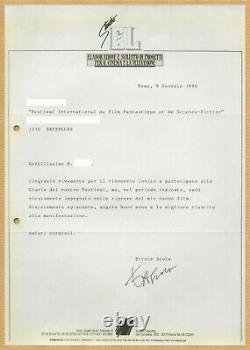 EL
ELABORAZIONE E SVILUPPO DI PROGETTI
PER IL CINEMA E LA TELEVISIONE
Roma, 9 Gennaio 1990
"Festival International du Film Fantastique et De Science-fiction"
BRUXELLES
Gentilissimo M.
ringrazio vivamente per il rinnovato invito a partecipare alla
Giuria del vostro Festival, ma, nel periodo indicato, sarò
sicuramente impegnato nelle riprese del mio nuovo film.
Sinceramente spiacente, auguro buon esito e la migliore riuscita
alla manifestazione.
Saluti cordiali.
Ettore Scola